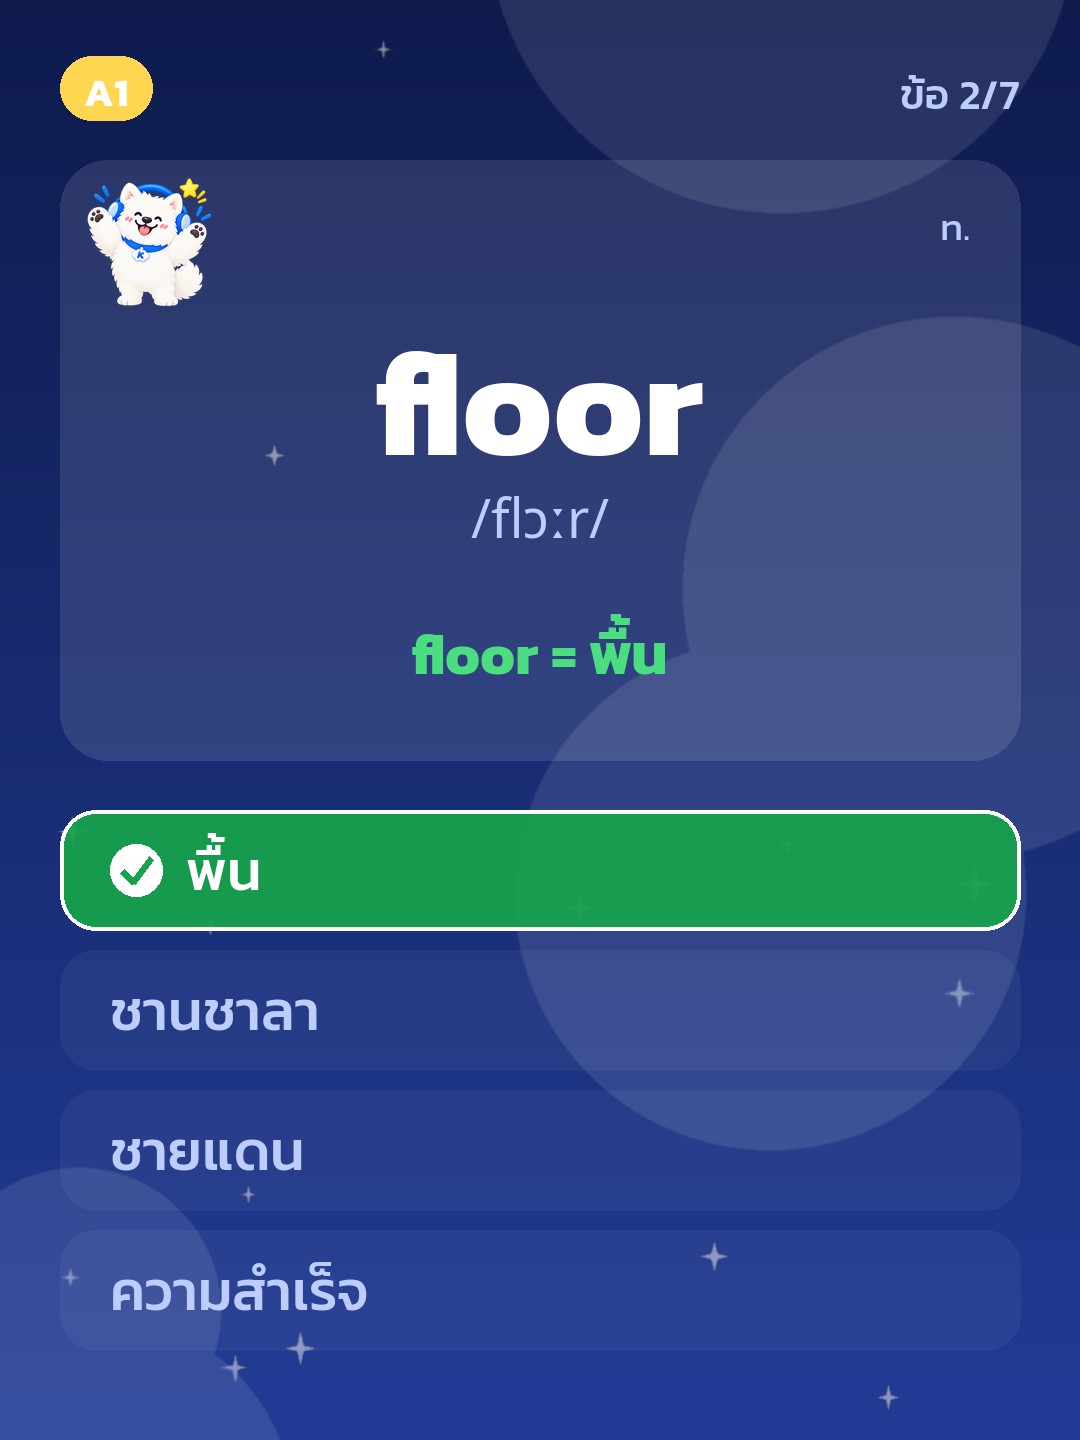 A1
ข้อ 2/7
n.
K
floor
/flɔːr/
floor = พื้น
พื้น
ชานชาลา
ชายแดน
ความสำเร็จ